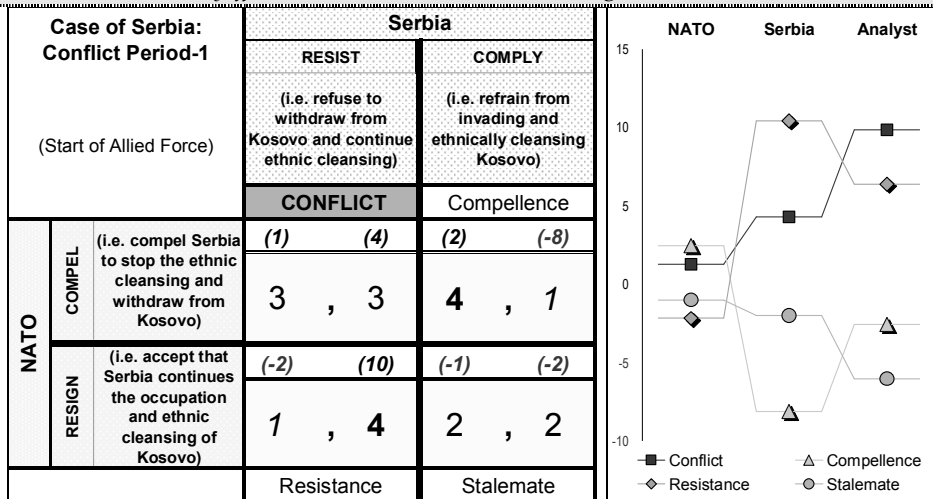 Case of Serbia:
Conflict Period-1
(Start of Allied Force)
Serbia
RESIST
COMPLY
(i.e. refuse to
withdraw from
Kosovo and continue
ethnic cleansing)
(i.e. refrain from
invading and
ethnically cleansing
Kosovo)
CONFLICT
Compellence
NATO
COMPEL
(i.e. compel Serbia
to stop the ethnic
cleansing and
withdraw from
Kosovo)
(1) (4) (2) (-8)
3 , 3 4 , 1
RESIGN
(i.e. accept that
Serbia continues
the occupation
and ethnic
cleansing of
Kosovo)
(-2) (10) (-1) (-2)
1 , 4 2 , 2
Resistance
Stalemate
NATO Serbia Analyst
15
10
5
0
-5
-10
Conflict Compellence
Resistance Stalemate